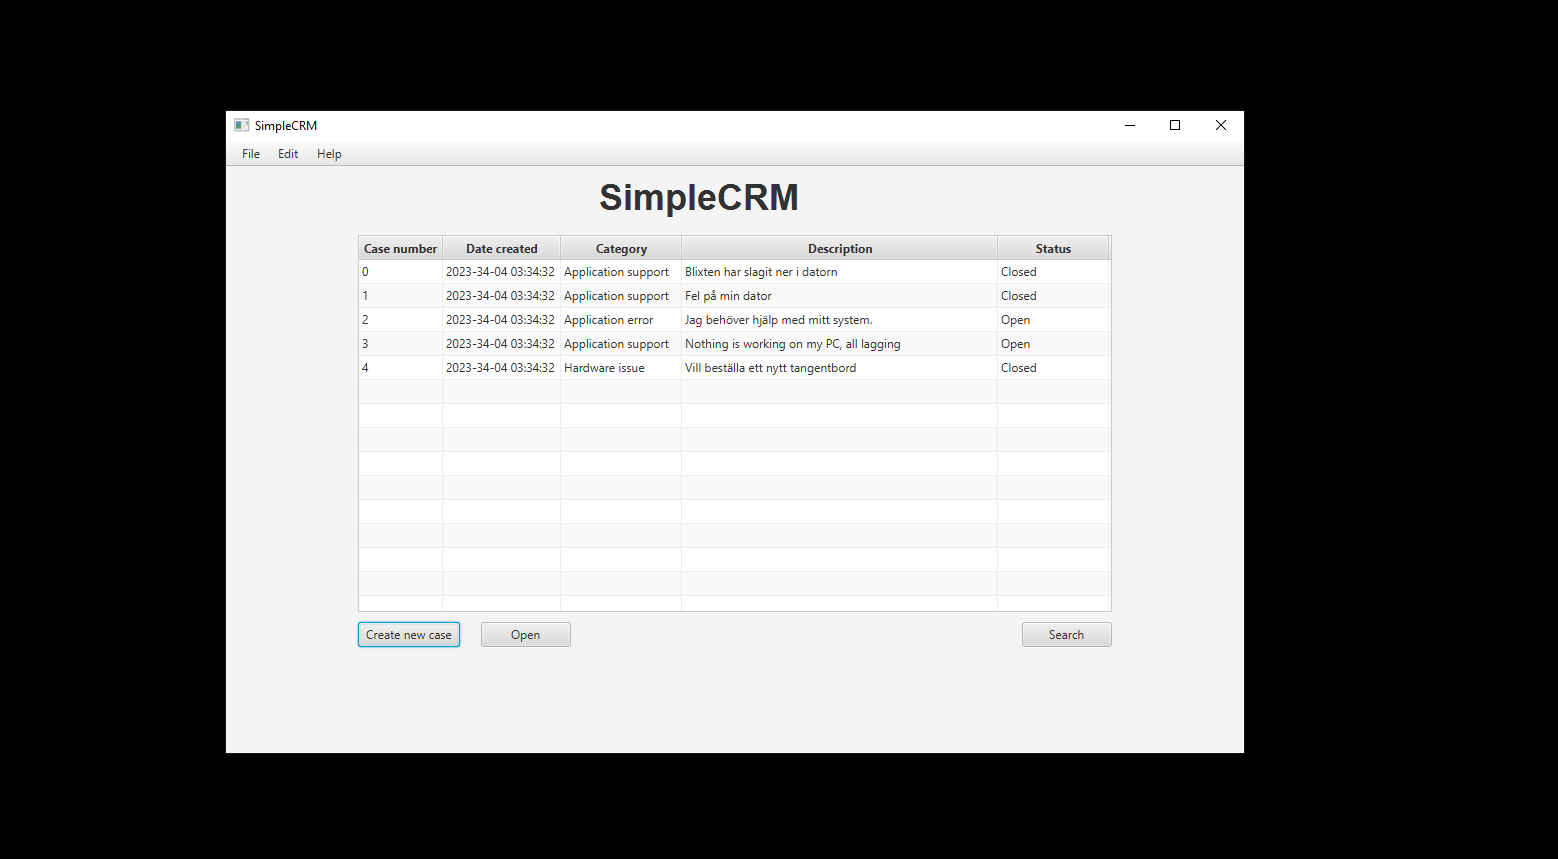 SimpleCRM
File Edit Help
SimpleCRM
Case number Date created Category Description Status
0 2023-34-04 03:34:32 Application support Blixten har slagit ner i datorn Closed
1 2023-34-04 03:34:32 Application support Fel på min dator Closed
2 2023-34-04 03:34:32 Application error Jag behöver hjälp med mitt system. Open
3 2023-34-04 03:34:32 Application support Nothing is working on my PC, all lagging Open
4 2023-34-04 03:34:32 Hardware issue Vill beställa ett nytt tangentbord Closed
Create new case Open Search